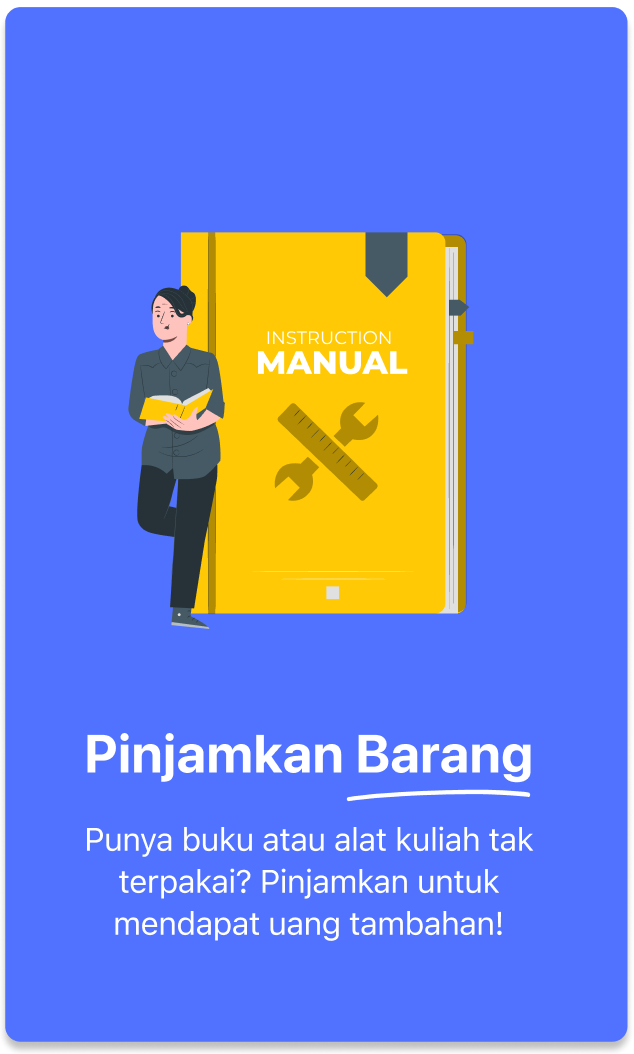 INSTRUCTION
MANUAL
Pinjamkan Barang
Punya buku atau alat kuliah tak
terpakai? Pinjamkan untuk
mendapat uang tambahan!